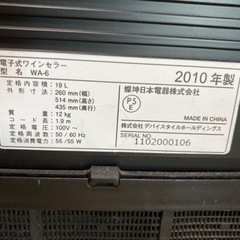 電子式ワインセラー
型　　名： WA-6
定格内容積： 19 L
外形寸法： 260 mm(幅)
514 mm(高さ)
435 mm(奥行)
質　　量： 12 kg
コード長： 1.9 m
定格電圧： 100V～
定格周波数： 50 / 60 Hz
定格消費電力： 55/55 W
2010 年製
PSE
燦坤日本電器株式会社
MADE IN CHINA
株式会社デバイスタイルホールディングス
SERIAL NO.
1102000106